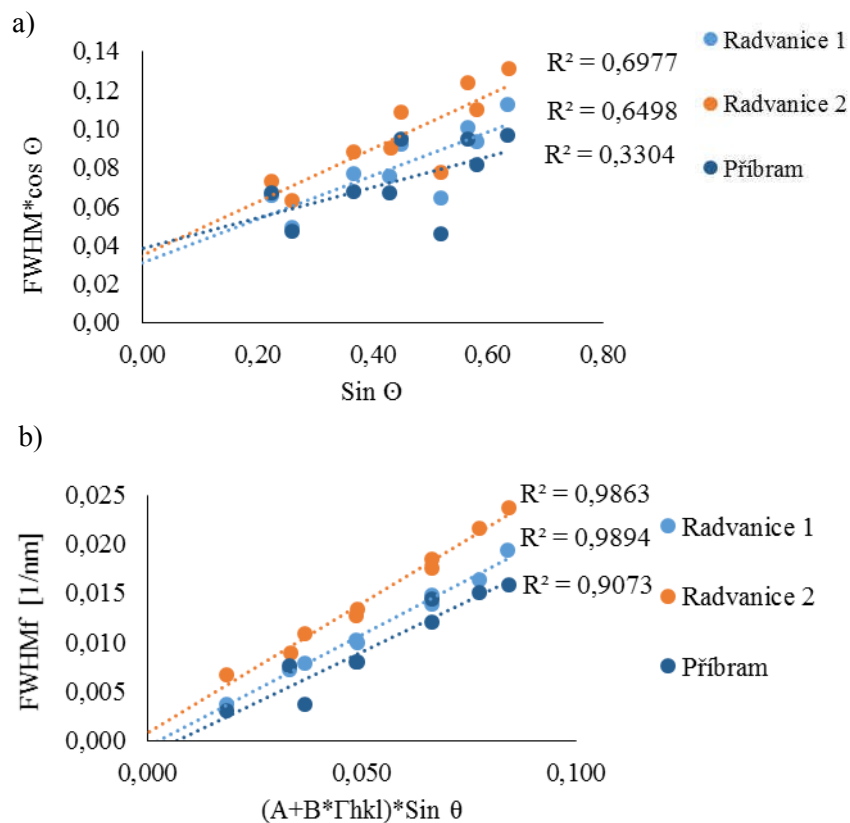 a)
0,14
0,12
0,10
0,08
0,06
0,04
0,02
0,00
FWHM*cos ʘ
0,00 0,20 0,40 0,60 0,80
Sin ʘ
R² = 0,6977
R² = 0,6498
R² = 0,3304
Radvanice 1
Radvanice 2
Příbram
b)
0,025
0,020
0,015
0,010
0,005
0,000
FWHMf [1/nm]
0,000 0,050 0,100
(A+B*Γhkl)*Sin θ
R² = 0,9863
R² = 0,9894
R² = 0,9073
Radvanice 1
Radvanice 2
Příbram